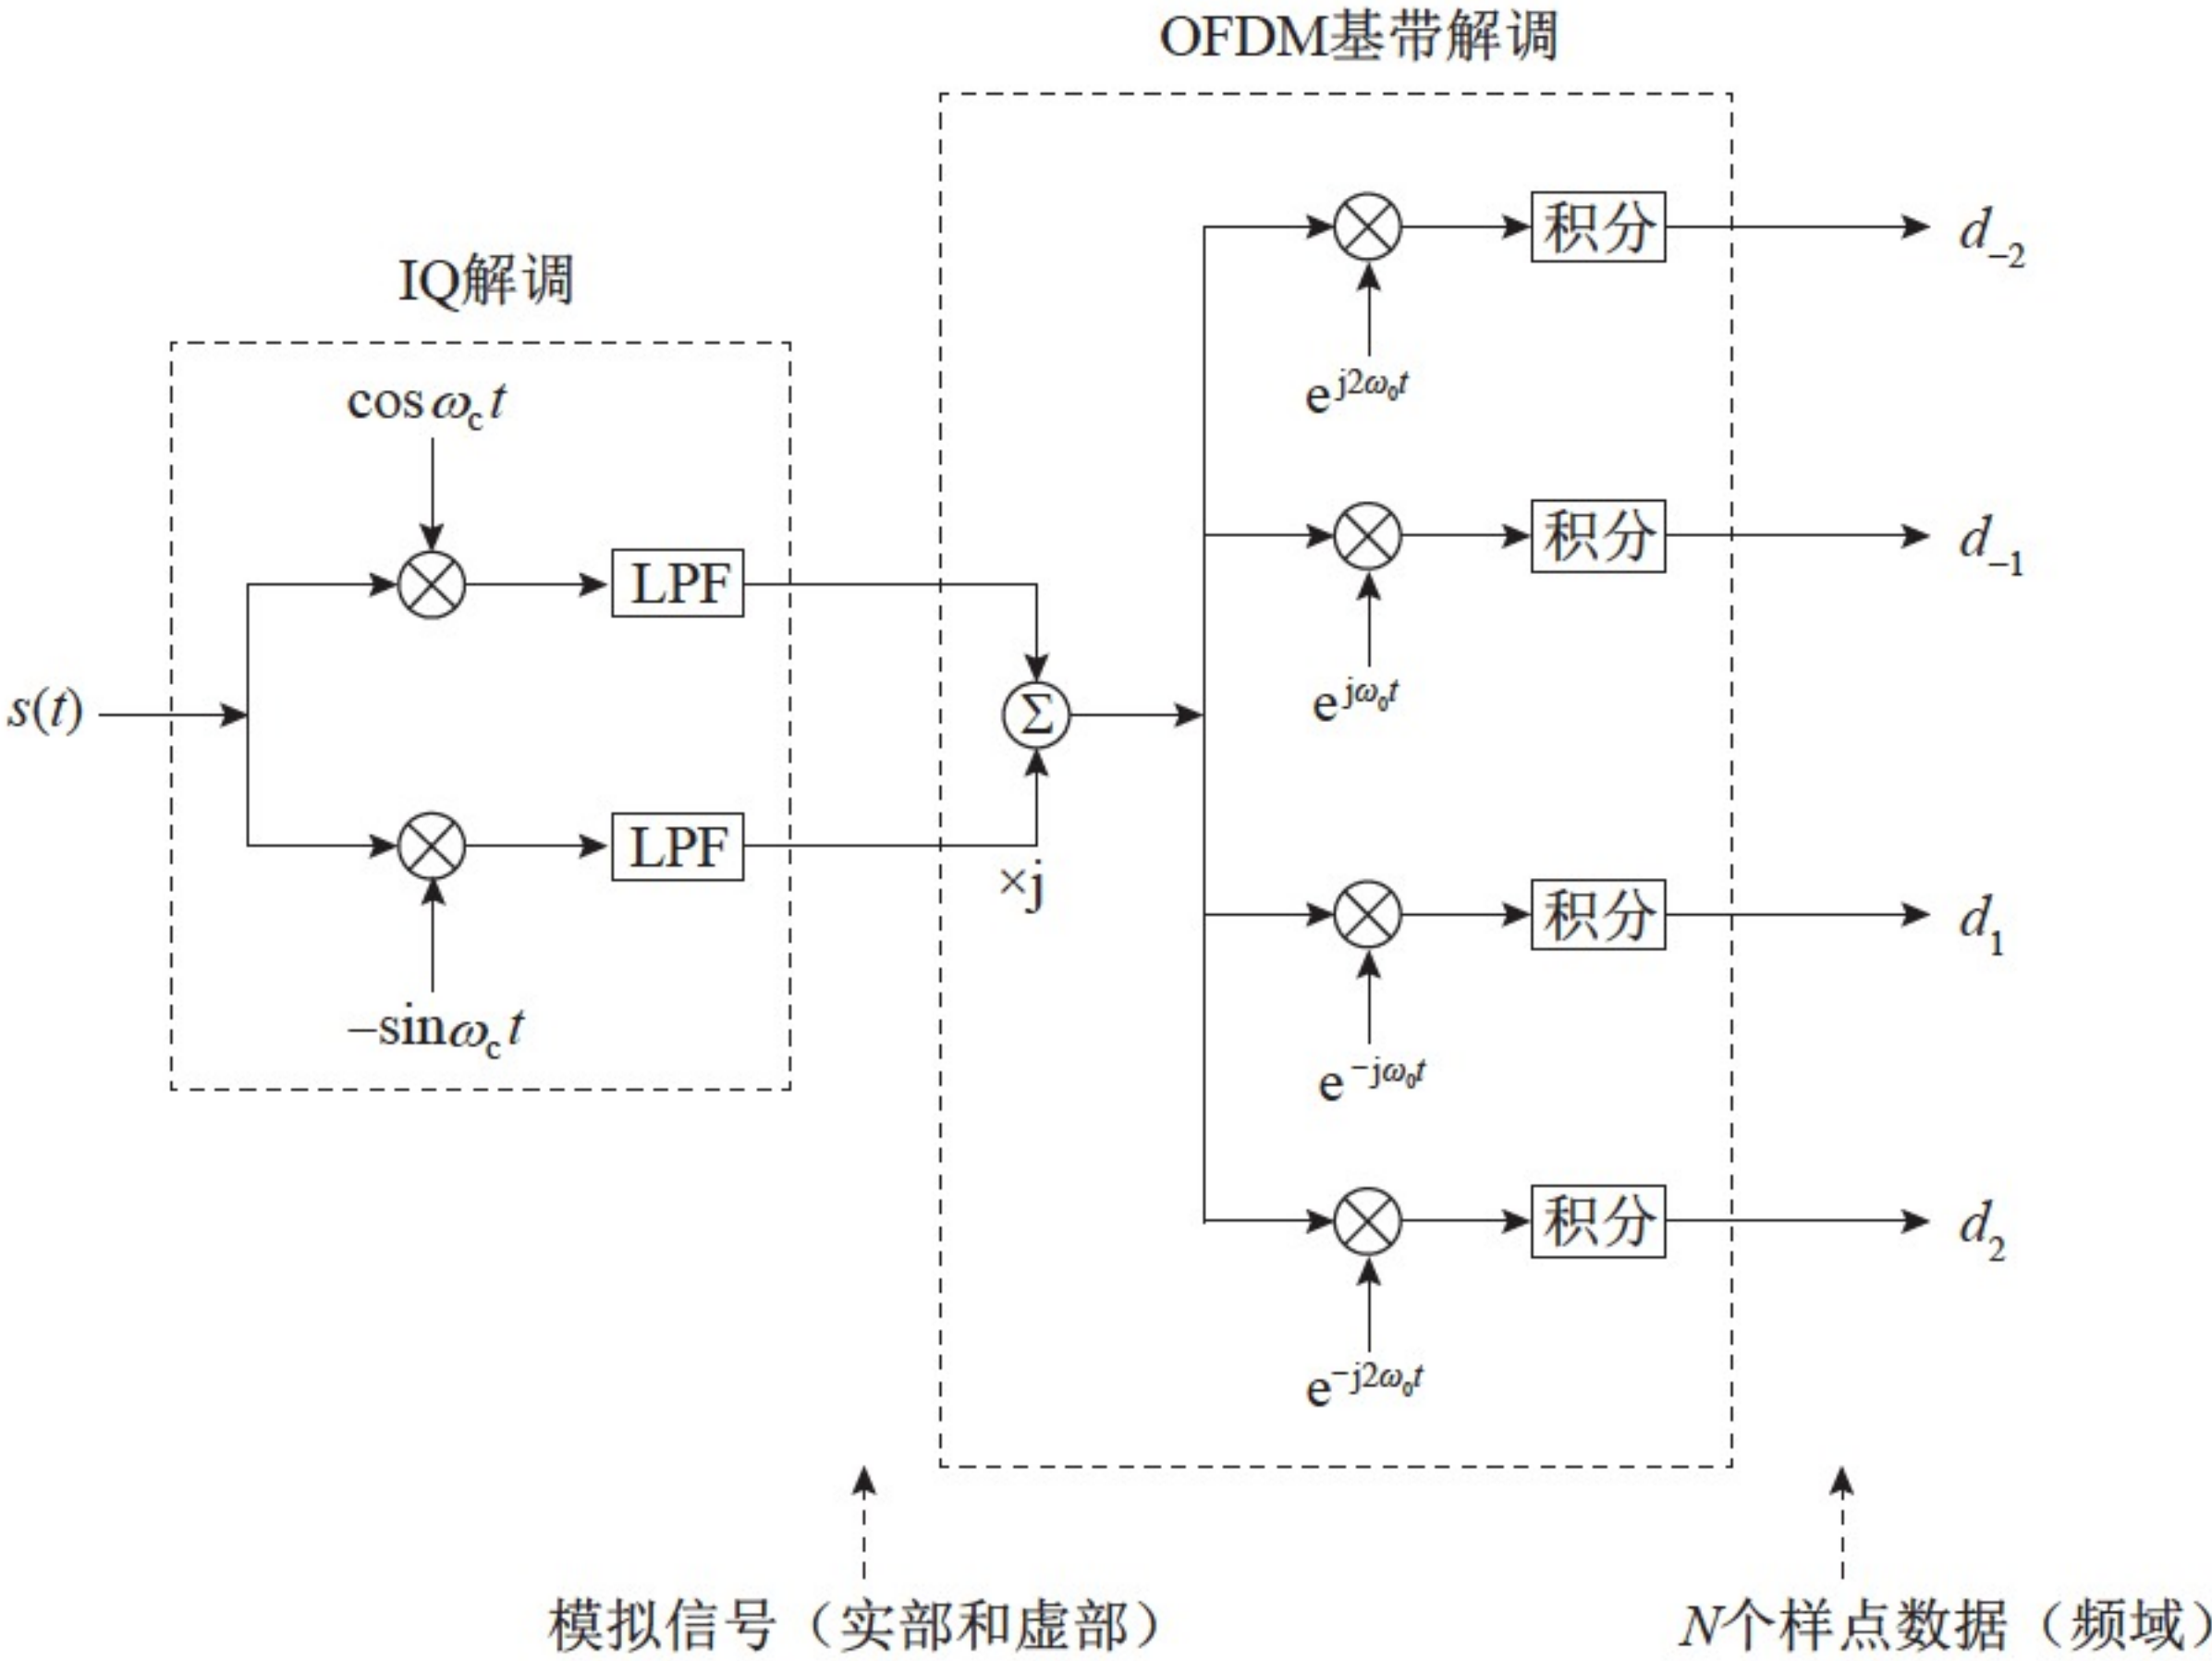 OFDM基带解调
IQ解调
cosω_c t
LPF
s(t)
Σ
LPF
×j
−sinω_c t
积分
d_−2
e^j2ω₀t
积分
d_−1
e^jω₀t
积分
d_1
e^−jω₀t
积分
d_2
e^−j2ω₀t
模拟信号（实部和虚部）
N个样点数据（频域）